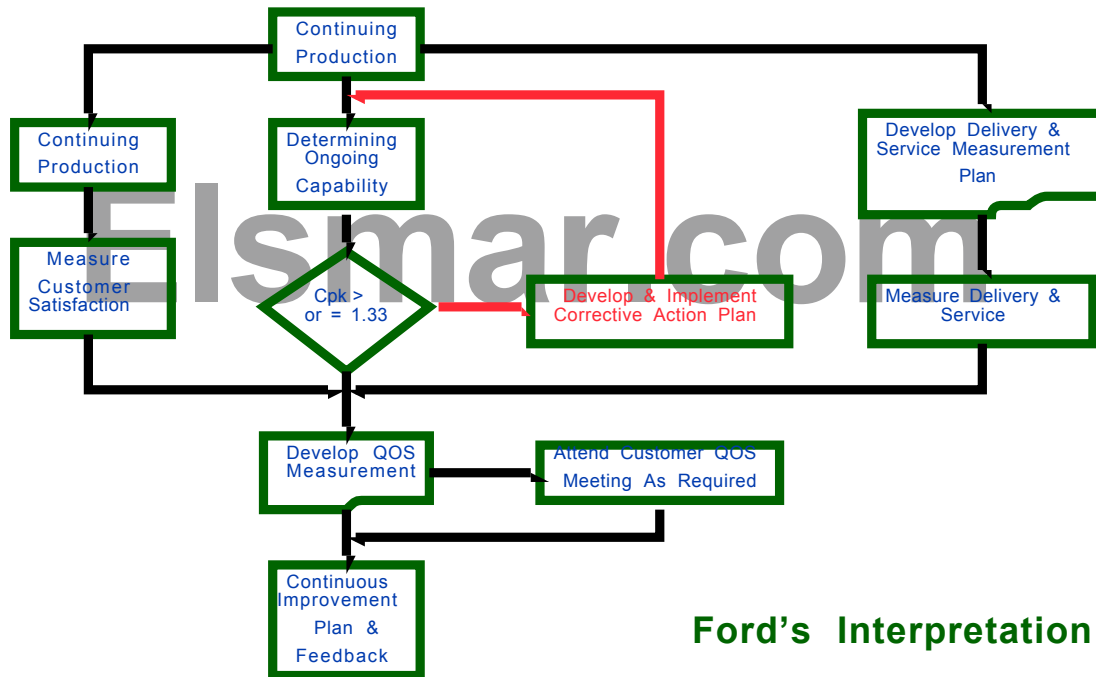 Continuing
Production
Continuing
Production
Determining
Ongoing
Capability
Develop Delivery &
Service Measurement
Plan
Elsmar.com
Measure
Customer
Satisfaction
Cpk >
or = 1.33
Develop & Implement
Corrective Action Plan
Measure Delivery &
Service
Develop QOS
Measurement
Attend Customer QOS
Meeting As Required
Continuous
Improvement
Plan &
Feedback
Ford's Interpretation